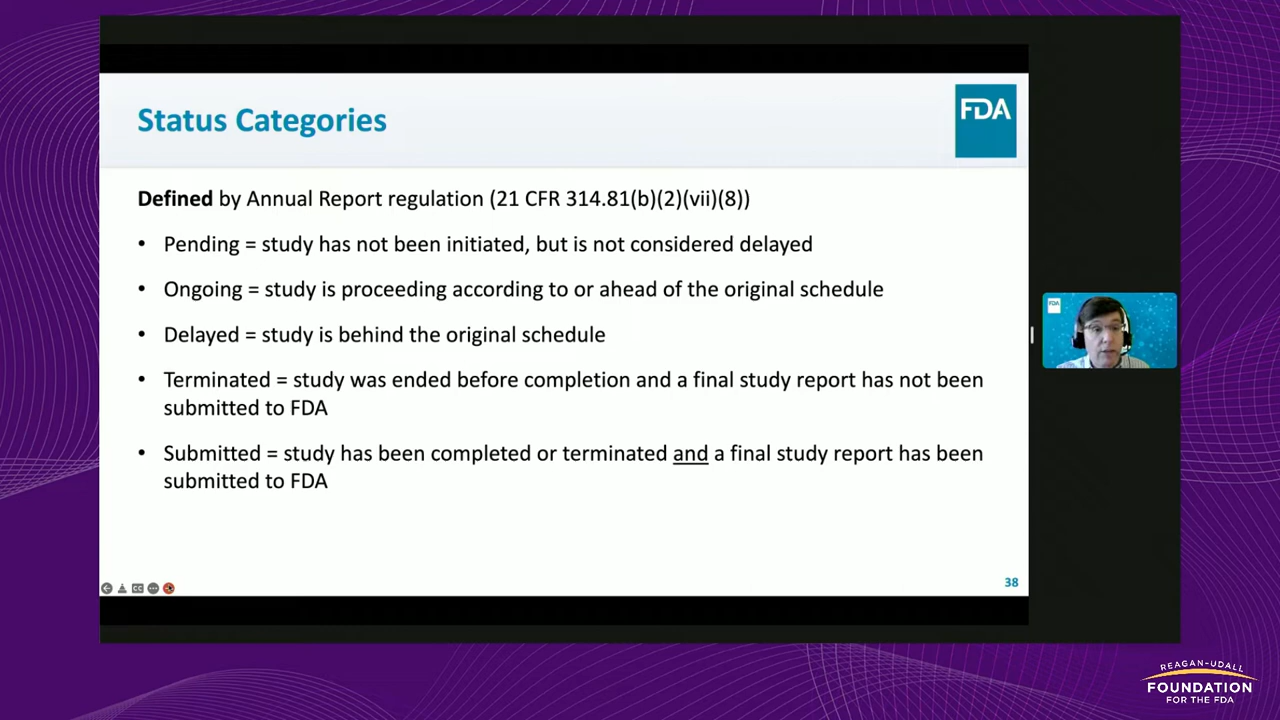 Status Categories
FDA
Defined by Annual Report regulation (21 CFR 314.81(b)(2)(vii)(8))
• Pending = study has not been initiated, but is not considered delayed
• Ongoing = study is proceeding according to or ahead of the original schedule
• Delayed = study is behind the original schedule
• Terminated = study was ended before completion and a final study report has not been
submitted to FDA
• Submitted = study has been completed or terminated and a final study report has been
submitted to FDA
FDA
CC
38
REAGAN-UDALL
FOUNDATION
FOR THE FDA